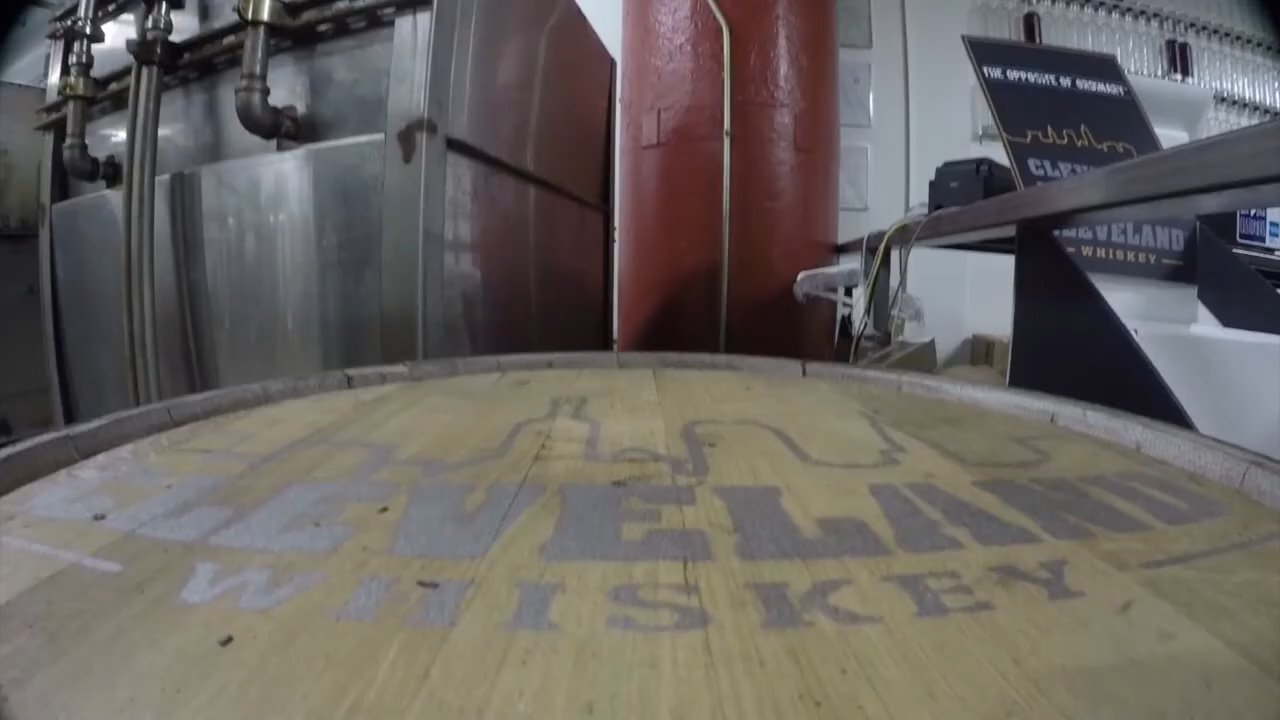 THE OPPOSITE OF ORDINARY
CLEVELAND
WHISKEY
CLEVELAND
WHISKEY